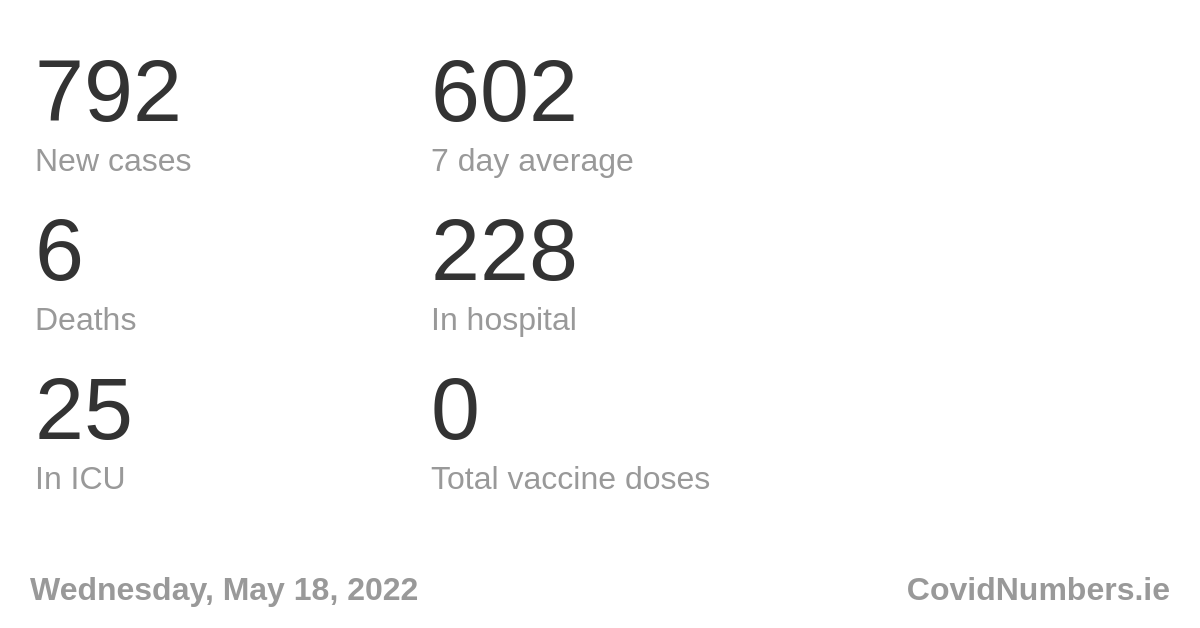 792
New cases
602
7 day average
6
Deaths
228
In hospital
25
In ICU
0
Total vaccine doses
Wednesday, May 18, 2022
CovidNumbers.ie